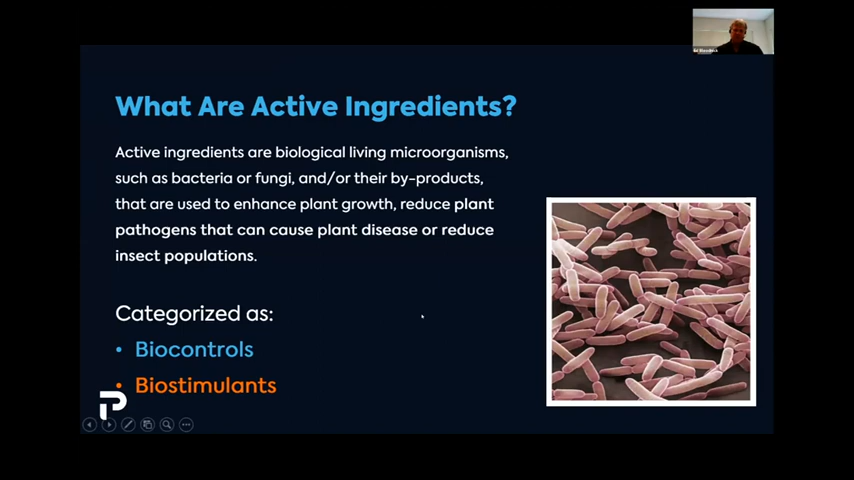 What Are Active Ingredients?
Active ingredients are biological living microorganisms,
such as bacteria or fungi, and/or their by-products,
that are used to enhance plant growth, reduce plant
pathogens that can cause plant disease or reduce
insect populations.
Categorized as:
• Biocontrols
• Biostimulants